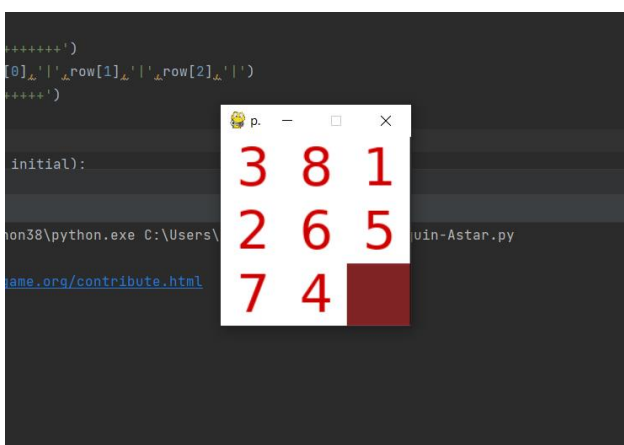 +++++++')
[0],'|',row[1],'|',row[2],'|')
+++++')
initial):
p.
3 8 1
2 6 5
7 4
hon38\python.exe C:\Users\
uin-Astar.py
game.org/contribute.html